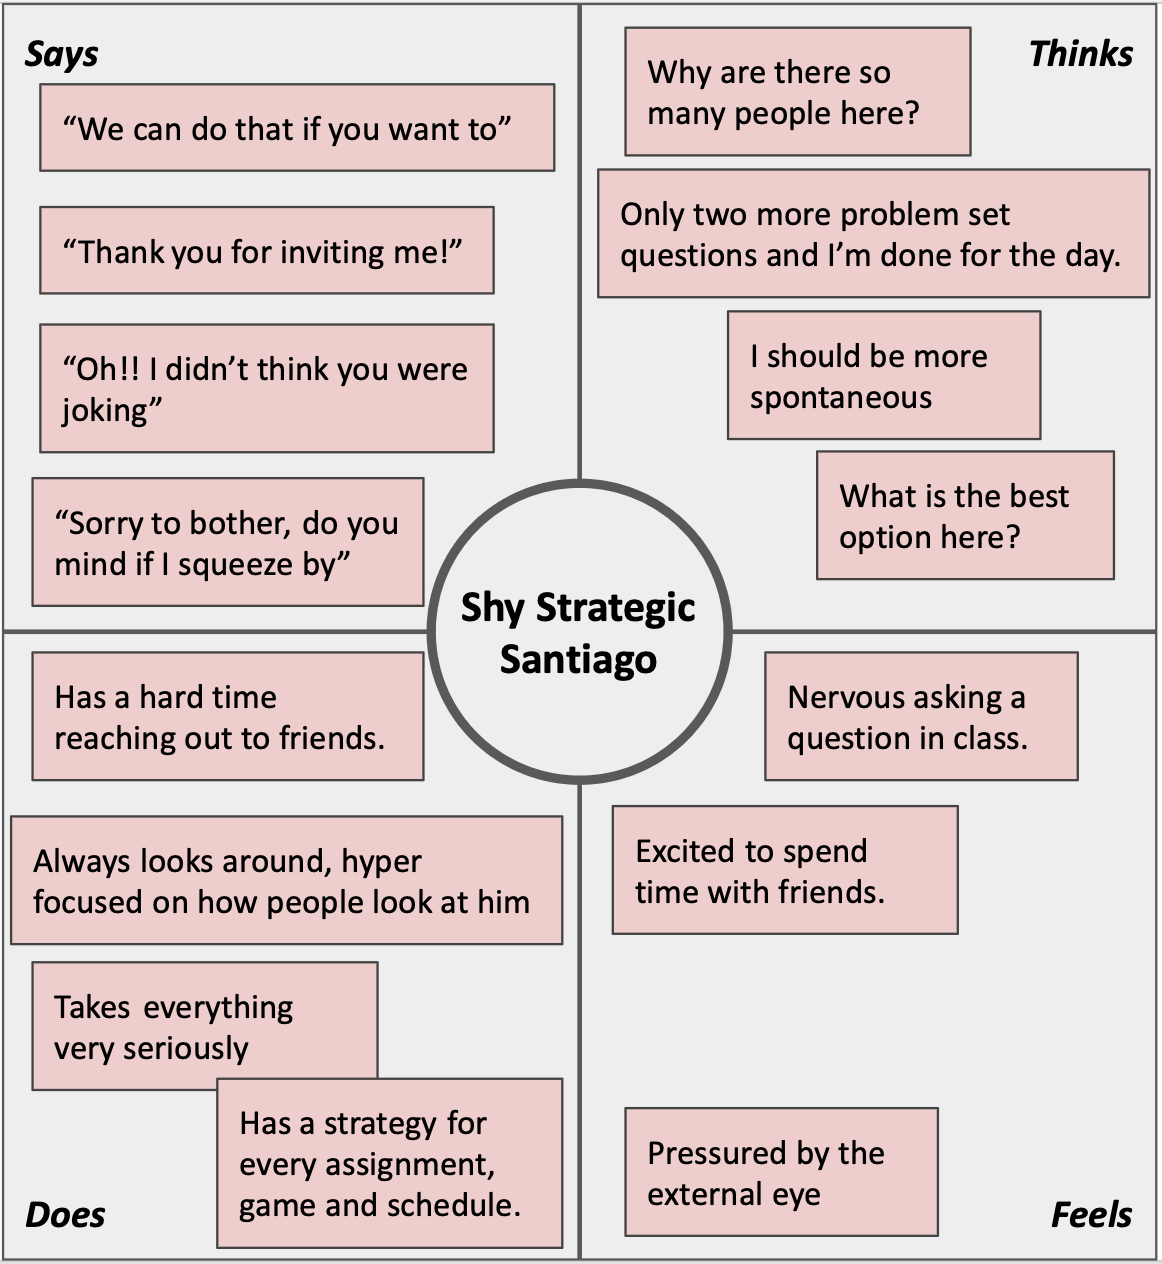 Says
“We can do that if you want to”
“Thank you for inviting me!”
“Oh!! I didn’t think you were
joking”
“Sorry to bother, do you
mind if I squeeze by”
Thinks
Why are there so
many people here?
Only two more problem set
questions and I’m done for the day.
I should be more
spontaneous
What is the best
option here?
Shy Strategic
Santiago
Has a hard time
reaching out to friends.
Always looks around, hyper
focused on how people look at him
Takes everything
very seriously
Has a strategy for
every assignment,
game and schedule.
Does
Nervous asking a
question in class.
Excited to spend
time with friends.
Pressured by the
external eye
Feels